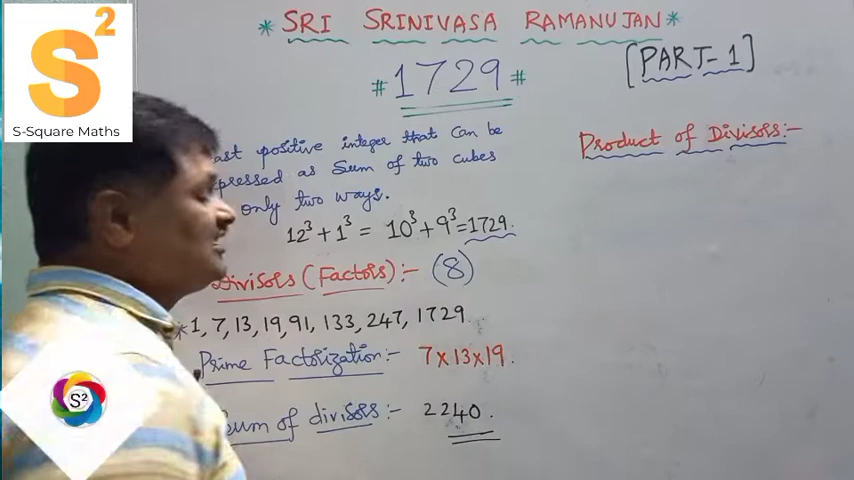 S²
S-Square Maths
* SRI SRINIVASA RAMANUJAN *
[PART-1]
# 1729 #
positive integer that can be
as Sum of two cubes
only two ways.
12³ + 1³ = 10³ + 9³ = 1729.
Divisors (Factors) :- (8)
* 1, 7, 13, 19, 91, 133, 247, 1729
Prime Factorization :- 7 x 13 x 19.
Sum of divisors :- 2240.
Product of Divisors :-
S²